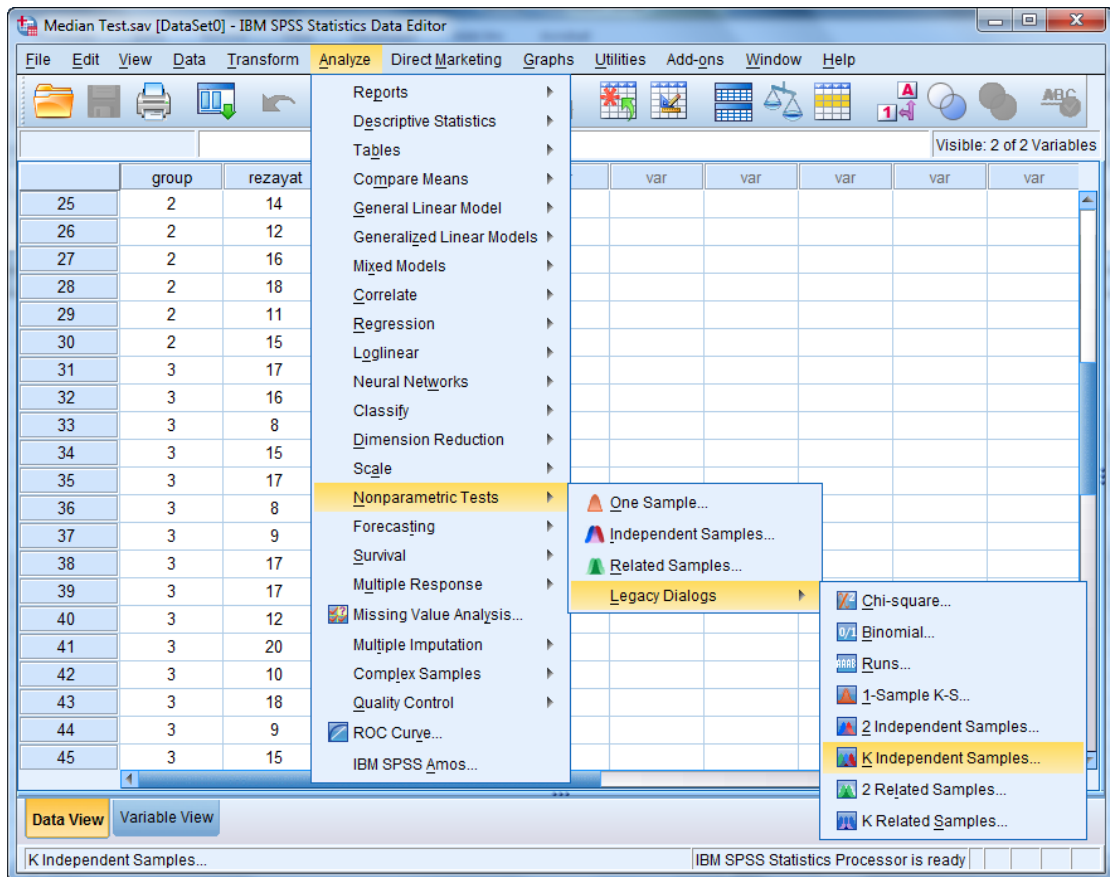 Median Test.sav [DataSet0] - IBM SPSS Statistics Data Editor
File Edit View Data Transform Analyze Direct Marketing Graphs Utilities Add-ons Window Help
1 A
ABC
Visible: 2 of 2 Variables
group rezayat var var var var var
25 2 14
26 2 12
27 2 16
28 2 18
29 2 11
30 2 15
31 3 17
32 3 16
33 3 8
34 3 15
35 3 17
36 3 8
37 3 9
38 3 17
39 3 17
40 3 12
41 3 20
42 3 10
43 3 18
44 3 9
45 3 15
Reports
Descriptive Statistics
Tables
Compare Means
General Linear Model
Generalized Linear Models
Mixed Models
Correlate
Regression
Loglinear
Neural Networks
Classify
Dimension Reduction
Scale
Nonparametric Tests
Forecasting
Survival
Multiple Response
Missing Value Analysis...
Multiple Imputation
Complex Samples
Quality Control
ROC Curve...
IBM SPSS Amos...
One Sample...
Independent Samples...
Related Samples...
Legacy Dialogs
Chi-square...
0/1 Binomial...
AAAB Runs...
1-Sample K-S...
2 Independent Samples...
K Independent Samples...
2 Related Samples...
K Related Samples...
Data View Variable View
K Independent Samples...
IBM SPSS Statistics Processor is ready